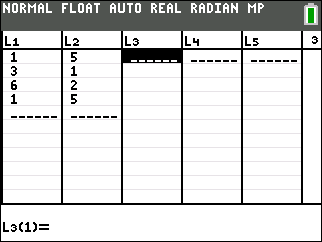 NORMAL FLOAT AUTO REAL RADIAN MP
L1 L2 L3 L4 L5 3
1 5 ------ ------ ------
3 1
6 2
1 5
------ ------
L3(1)=